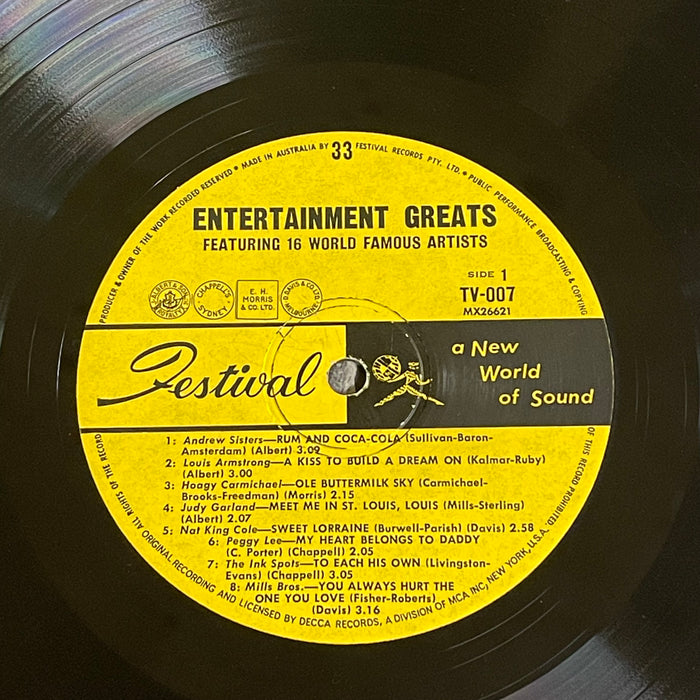 PRODUCER & OWNER OF THE WORK RECORDED RESERVED • MADE IN AUSTRALIA BY 33 FESTIVAL RECORDS PTY. LTD. • PUBLIC PERFORMANCE BROADCASTING & COPYING
ENTERTAINMENT GREATS
FEATURING 16 WORLD FAMOUS ARTISTS
SIDE 1
TV-007
MX26621
ALBERT & SON
ROYALTY
CHAPPELL'S
SYDNEY
E. H.
MORRIS
& CO. LTD.
D. DAVIS & CO. LTD.
MELBOURNE
Festival
a New
World
of Sound
1: Andrew Sisters—RUM AND COCA-COLA (Sullivan-Baron-
Amsterdam) (Albert) 3.09
2: Louis Armstrong—A KISS TO BUILD A DREAM ON (Kalmar-Ruby)
(Albert) 3.00
3: Hoagy Carmichael—OLE BUTTERMILK SKY (Carmichael-
Brooks-Freedman) (Morris) 2.15
4: Judy Garland—MEET ME IN ST. LOUIS, LOUIS (Mills-Sterling)
(Albert) 2.07
5: Nat King Cole—SWEET LORRAINE (Burwell-Parish) (Davis) 2.58
6: Peggy Lee—MY HEART BELONGS TO DADDY
(C. Porter) (Chappell) 2.05
7: The Ink Spots—TO EACH HIS OWN (Livingston-
Evans) (Chappell) 3.05
8: Mills Bros.—YOU ALWAYS HURT THE
ONE YOU LOVE (Fisher-Roberts)
(Davis) 3.16
ALL RIGHTS OF THE RECORD
OF THIS RECORD PROHIBITED
ORIGINAL RECORDING AND LICENSED BY DECCA RECORDS, A DIVISION OF MCA INC, NEW YORK, U.S.A.